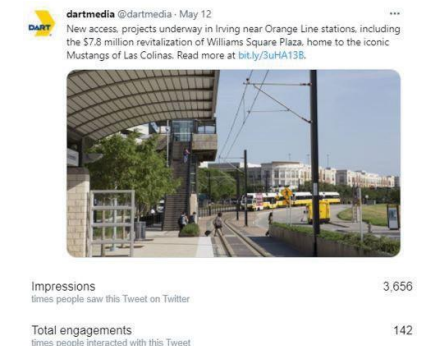 dartmedia @dartmedia · May 12
DART
New access, projects underway in Irving near Orange Line stations, including
the $7.8 million revitalization of Williams Square Plaza, home to the iconic
Mustangs of Las Colinas. Read more at bit.ly/3uHA13B.
Impressions 3,656
times people saw this Tweet on Twitter
Total engagements 142
times people interacted with this Tweet